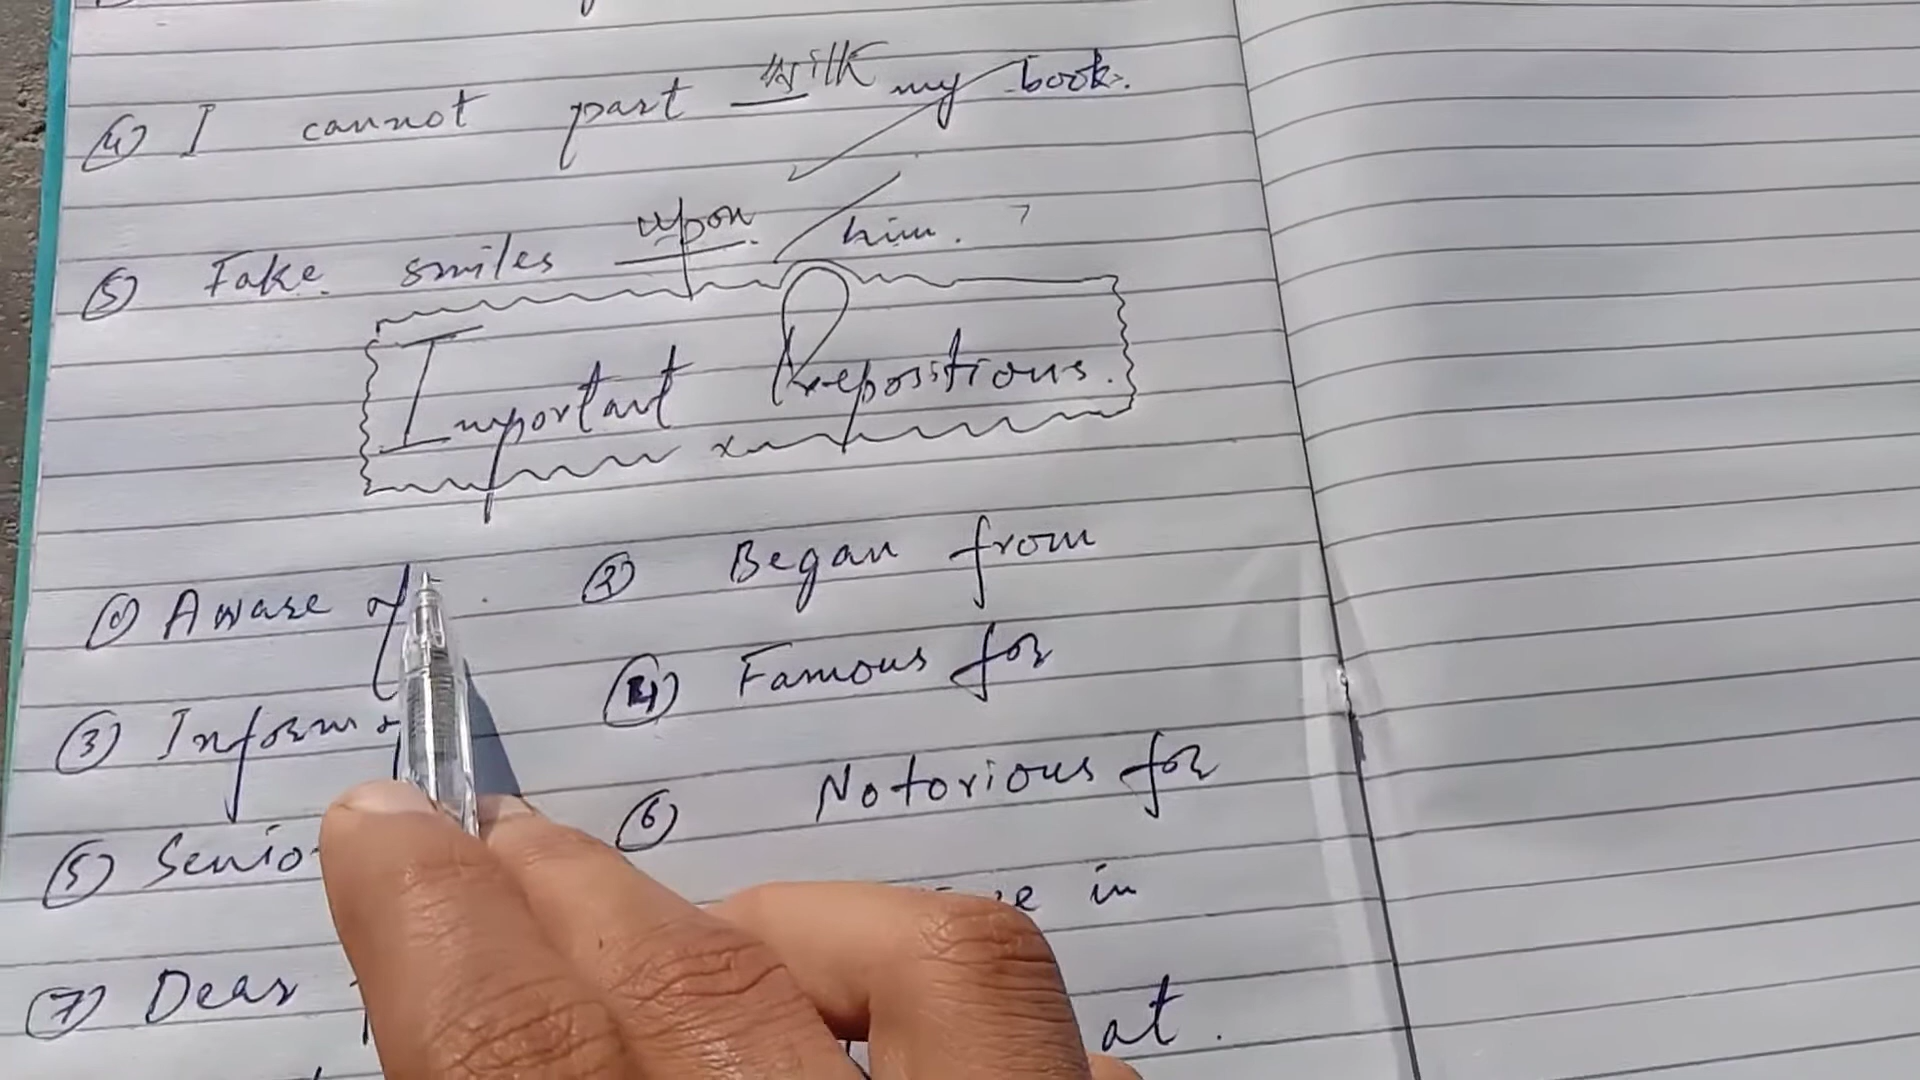 (4) I cannot part with my book.
(5) Fake smiles upon him.
Important Prepositions.
(1) Aware of (2) Began from
(3) Inform of (4) Famous for
(5) Senio (6) Notorious for
in
(7) Dear at.